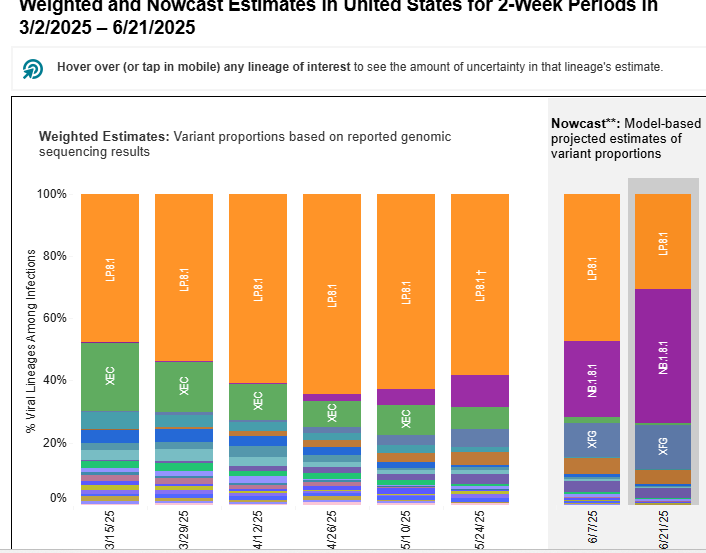 Weighted and Nowcast Estimates in United States for 2-Week Periods in
3/2/2025 – 6/21/2025
Hover over (or tap in mobile) any lineage of interest to see the amount of uncertainty in that lineage's estimate.
Weighted Estimates: Variant proportions based on reported genomic
sequencing results
Nowcast**: Model-based
projected estimates of
variant proportions
% Viral Lineages Among Infections
100%
80%
60%
40%
20%
0%
LP.8.1
XEC
LP.8.1
XEC
LP.8.1
XEC
LP.8.1
XEC
LP.8.1
XEC
LP.8.1 †
LP.8.1
NB.1.8.1
XFG
LP.8.1
NB.1.8.1
XFG
3/15/25
3/29/25
4/12/25
4/26/25
5/10/25
5/24/25
6/7/25
6/21/25